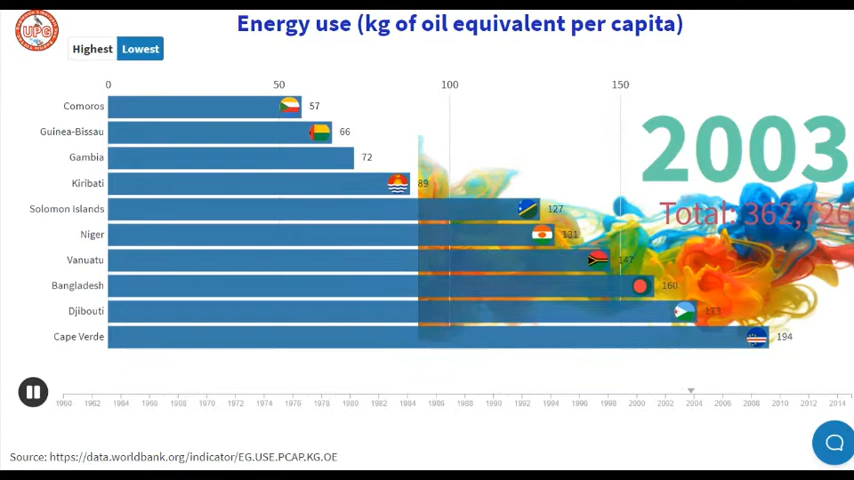 Energy use (kg of oil equivalent per capita)
UPG
Highest Lowest
0 50 100 150
Comoros 57
Guinea-Bissau 66
Gambia 72
Kiribati 89
Solomon Islands 127
Niger 131
Vanuatu 147
Bangladesh 160
Djibouti 173
Cape Verde 194
2003
Total: 362,726
1960 1962 1964 1966 1968 1970 1972 1974 1976 1978 1980 1982 1984 1986 1988 1990 1992 1994 1996 1998 2000 2002 2004 2006 2008 2010 2012 2014
Source: https://data.worldbank.org/indicator/EG.USE.PCAP.KG.OE